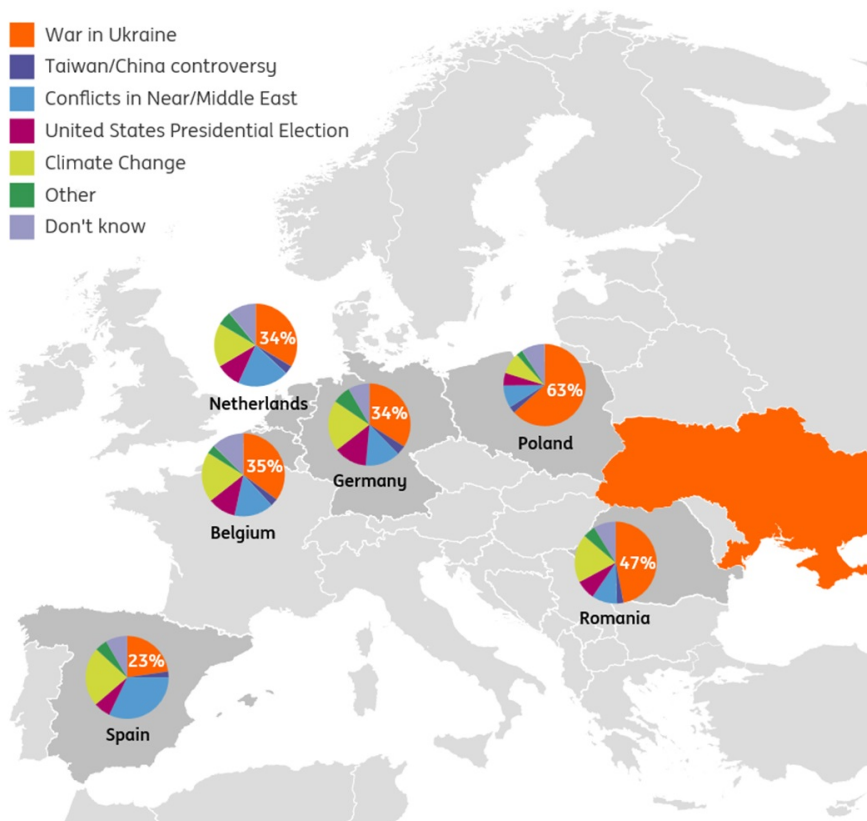 War in Ukraine
Taiwan/China controversy
Conflicts in Near/Middle East
United States Presidential Election
Climate Change
Other
Don't know
34%
Netherlands
34%
Germany
63%
Poland
35%
Belgium
47%
Romania
23%
Spain